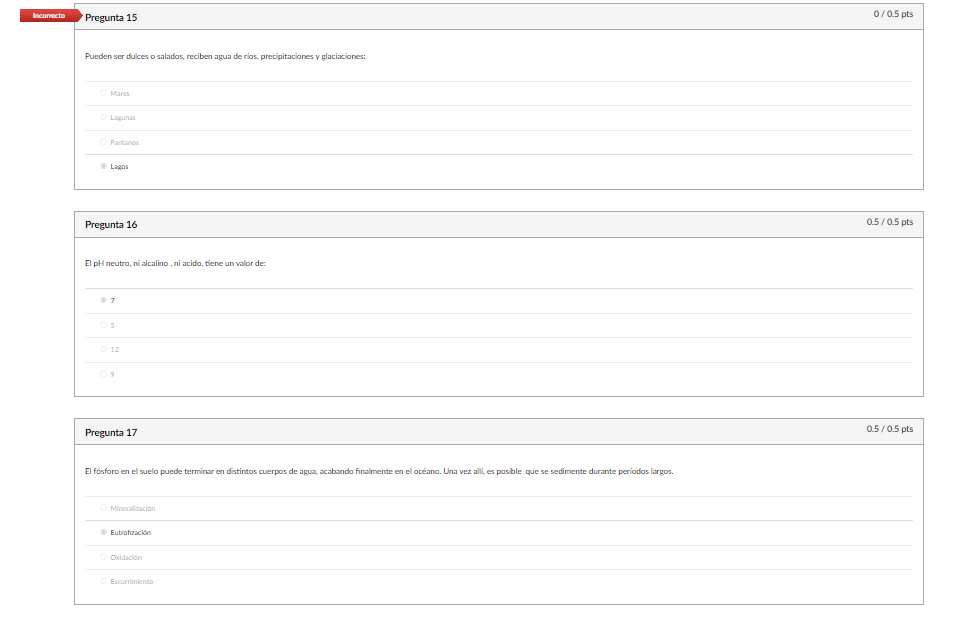 Incorrecto
Pregunta 15
0 / 0.5 pts
Pueden ser dulces o salados, reciben agua de ríos, precipitaciones y glaciaciones:
Mares
Lagunas
Pantanos
Lagos
Pregunta 16
0.5 / 0.5 pts
El pH neutro, ni alcalino , ni acido, tiene un valor de:
7
5
12
9
Pregunta 17
0.5 / 0.5 pts
El fósforo en el suelo puede terminar en distintos cuerpos de agua, acabando finalmente en el océano. Una vez allí, es posible  que se sedimente durante períodos largos.
Mineralización
Eutrofización
Oxidación
Escurrimiento